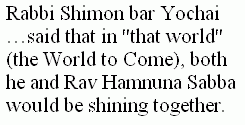 Rabbi Shimon bar Yochai
…said that in "that world"
(the World to Come), both
he and Rav Hamnuna Sabba
would be shining together.